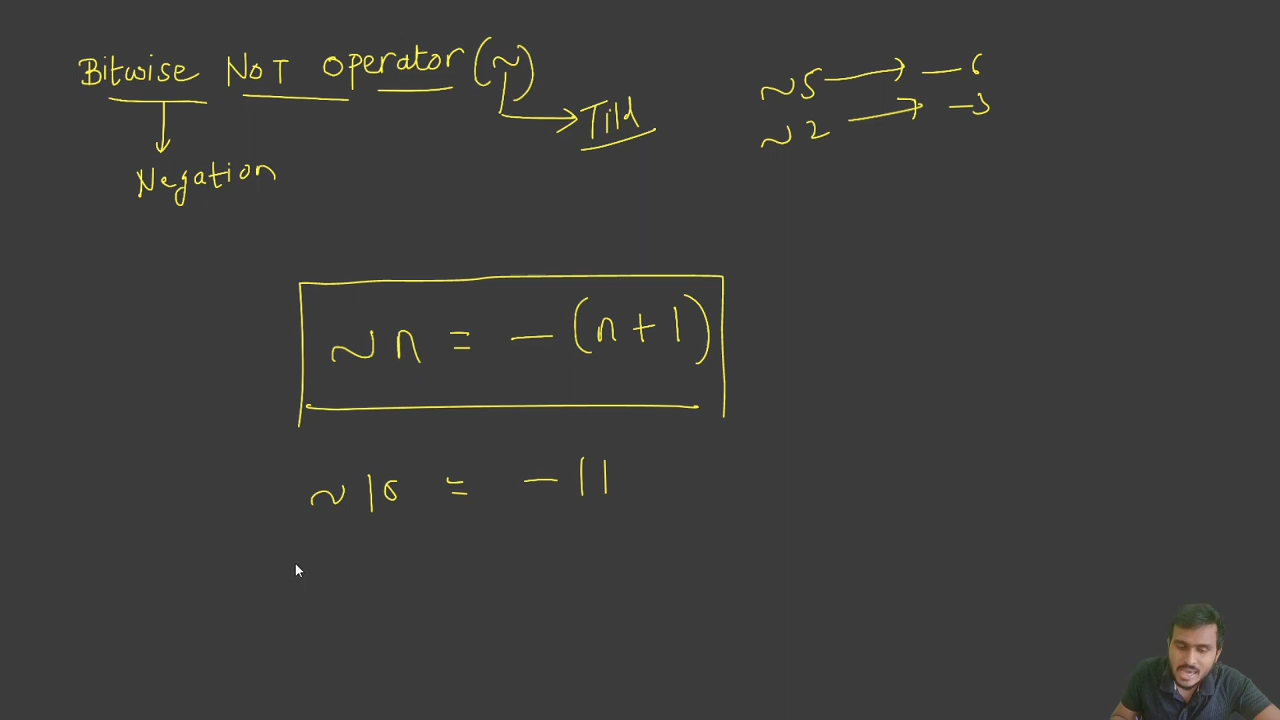 Bitwise NOT operator (~)
Tild
Negation
~5 → -6
~2 → -3
~n = -(n+1)
~10 = -11